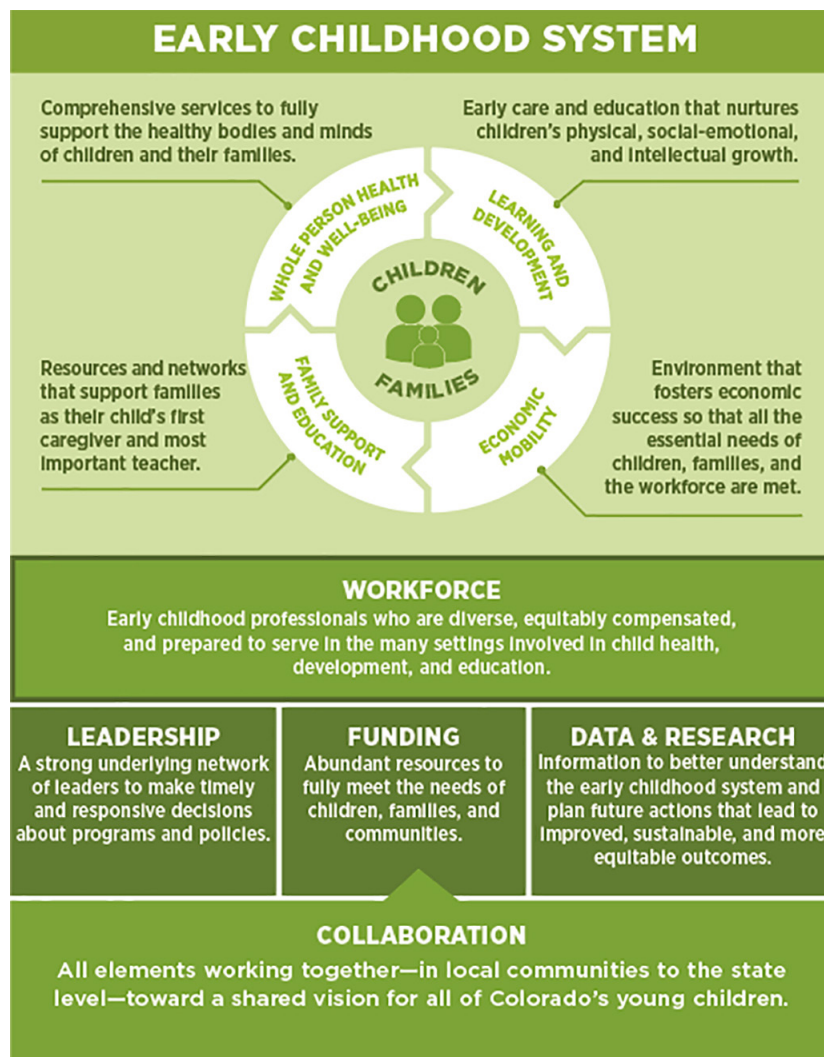 EARLY CHILDHOOD SYSTEM
Comprehensive services to fully
support the healthy bodies and minds
of children and their families.
Early care and education that nurtures
children's physical, social-emotional,
and intellectual growth.
WHOLE PERSON HEALTH
AND WELL-BEING
LEARNING AND
DEVELOPMENT
CHILDREN
FAMILIES
FAMILY SUPPORT
AND EDUCATION
ECONOMIC
MOBILITY
Resources and networks
that support families
as their child's first
caregiver and most
important teacher.
Environment that
fosters economic
success so that all the
essential needs of
children, families, and
the workforce are met.
WORKFORCE
Early childhood professionals who are diverse, equitably compensated,
and prepared to serve in the many settings involved in child health,
development, and education.
LEADERSHIP
A strong underlying network
of leaders to make timely
and responsive decisions
about programs and policies.
FUNDING
Abundant resources to
fully meet the needs of
children, families, and
communities.
DATA & RESEARCH
Information to better understand
the early childhood system and
plan future actions that lead to
improved, sustainable, and more
equitable outcomes.
COLLABORATION
All elements working together—in local communities to the state
level—toward a shared vision for all of Colorado's young children.